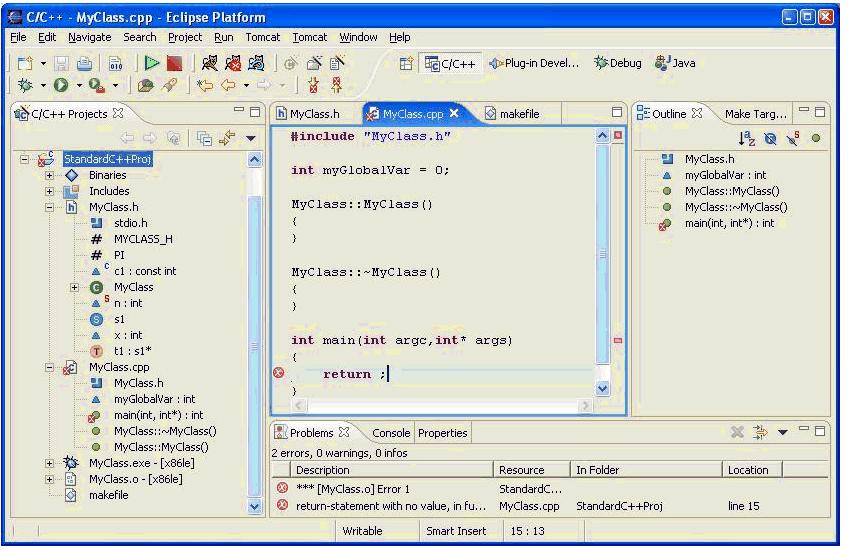 C/C++ - MyClass.cpp - Eclipse Platform
File Edit Navigate Search Project Run Tomcat Tomcat Window Help
C/C++ Plug-in Devel... Debug Java
C/C++ Projects
StandardC++Proj
Binaries
Includes
MyClass.h
stdio.h
# MYCLASS_H
# PI
c1 : const int
MyClass
n : int
s1
x : int
t1 : s1*
MyClass.cpp
MyClass.h
myGlobalVar : int
main(int, int*) : int
MyClass::~MyClass()
MyClass::MyClass()
MyClass.exe - [x86le]
MyClass.o - [x86le]
makefile
MyClass.h MyClass.cpp makefile
#include "MyClass.h"
int myGlobalVar = 0;
MyClass::MyClass()
{
}
MyClass::~MyClass()
{
}
int main(int argc,int* args)
{
return ;
}
Outline Make Targ...
MyClass.h
myGlobalVar : int
MyClass::MyClass()
MyClass::~MyClass()
main(int, int*) : int
Problems Console Properties
2 errors, 0 warnings, 0 infos
Description Resource In Folder Location
*** [MyClass.o] Error 1 StandardC...
return-statement with no value, in fu... MyClass.cpp StandardC++Proj line 15
Writable Smart Insert 15 : 13